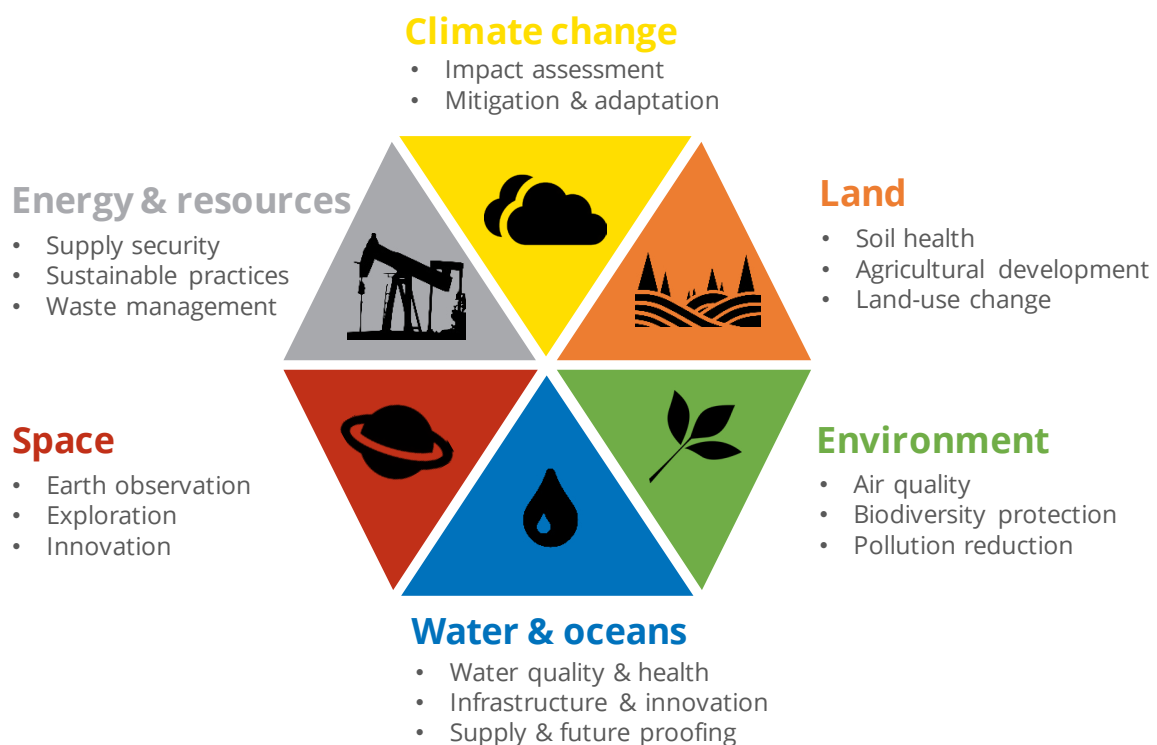 Climate change
• Impact assessment
• Mitigation & adaptation
Energy & resources
• Supply security
• Sustainable practices
• Waste management
Land
• Soil health
• Agricultural development
• Land-use change
Space
• Earth observation
• Exploration
• Innovation
Environment
• Air quality
• Biodiversity protection
• Pollution reduction
Water & oceans
• Water quality & health
• Infrastructure & innovation
• Supply & future proofing